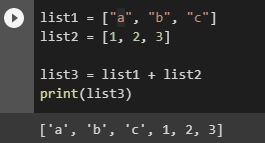 list1 = ["a", "b", "c"]
list2 = [1, 2, 3]
list3 = list1 + list2
print(list3)
['a', 'b', 'c', 1, 2, 3]